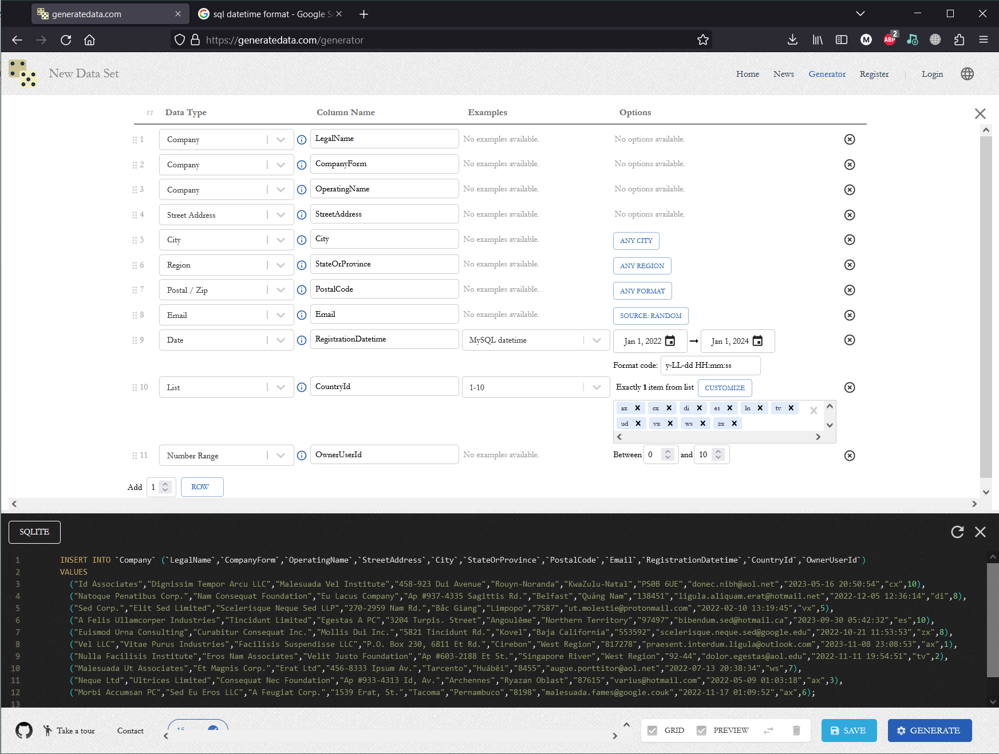 generatedata.com
sql datetime format - Google Se
https://generatedata.com/generator
M
ABP
2
New Data Set
Home
News
Generator
Register
Login
11
Data Type
Column Name
Examples
Options
1 Company LegalName No examples available. No options available.
2 Company CompanyForm No examples available. No options available.
3 Company OperatingName No examples available. No options available.
4 Street Address StreetAddress No examples available. No options available.
5 City City No examples available. ANY CITY
6 Region StateOrProvince No examples available. ANY REGION
7 Postal / Zip PostalCode No examples available. ANY FORMAT
8 Email Email No examples available. SOURCE: RANDOM
9 Date RegistrationDatetime MySQL datetime Jan 1, 2022 Jan 1, 2024
Format code: y-LL-dd HH:mm:ss
10 List CountryId 1-10 Exactly 1 item from list CUSTOMIZE
ax cx di es ln tv
ud vx ws zx
11 Number Range OwnerUserId No examples available. Between 0 and 10
Add 1 ROW
SQLITE
1 INSERT INTO `Company` (`LegalName`,`CompanyForm`,`OperatingName`,`StreetAddress`,`City`,`StateOrProvince`,`PostalCode`,`Email`,`RegistrationDatetime`,`CountryId`,`OwnerUserId`)
2 VALUES
3 ("Id Associates","Dignissim Tempor Arcu LLC","Malesuada Vel Institute","458-923 Dui Avenue","Rouyn-Noranda","KwaZulu-Natal","PS0B 6UE","donec.nibh@aol.net","2023-05-16 20:50:54","cx",10),
4 ("Natoque Penatibus Corp.","Nam Consequat Foundation","Eu Lacus Company","Ap #937-4335 Sagittis Rd.","Belfast","Quảng Nam","138451","ligula.aliquam.erat@hotmail.net","2022-12-05 12:36:14","di",8),
5 ("Sed Corp.","Elit Sed Limited","Scelerisque Neque Sed LLP","270-2959 Nam Rd.","Bắc Giang","Limpopo","7587","ut.molestie@protonmail.com","2022-02-10 13:19:45","vx",5),
6 ("A Felis Ullamcorper Industries","Tincidunt Limited","Egestas A PC","3204 Turpis. Street","Angoulême","Northern Territory","97497","bibendum.sed@hotmail.ca","2023-09-30 05:42:32","es",10),
7 ("Euismod Urna Consulting","Curabitur Consequat Inc.","Mollis Dui Inc.","5821 Tincidunt Rd.","Kovel","Baja California","553592","scelerisque.neque.sed@google.edu","2022-10-21 11:53:53","zx",8),
8 ("Vel LLC","Vitae Purus Industries","Facilisis Suspendisse LLC","P.O. Box 230, 6811 Et Rd.","Cirebon","West Region","817278","praesent.interdum.ligula@outlook.com","2023-11-08 23:08:53","ax",1),
9 ("Nulla Facilisis Institute","Eros Nam Associates","Velit Justo Foundation","Ap #603-2188 Et St.","Singapore River","West Region","92-44","dolor.egestas@aol.edu","2022-11-11 19:54:51","tv",2),
10 ("Malesuada Ut Associates","Et Magnis Corp.","Erat Ltd","456-8333 Ipsum Av.","Tarcento","Huáběi","8455","augue.porttitor@aol.net","2022-07-13 20:38:34","ws",7),
11 ("Neque Ltd","Ultrices Limited","Consequat Nec Foundation","Ap #933-4313 Id, Av.","Archennes","Ryazan Oblast","87615","varius@hotmail.com","2022-05-09 01:03:18","ax",3),
12 ("Morbi Accumsan PC","Sed Eu Eros LLC","A Feugiat Corp.","1539 Erat, St.","Tacoma","Pernambuco","8198","malesuada.fames@google.couk","2022-11-17 01:09:52","ax",6);
13
Take a tour
Contact
15
GRID
PREVIEW
SAVE
GENERATE